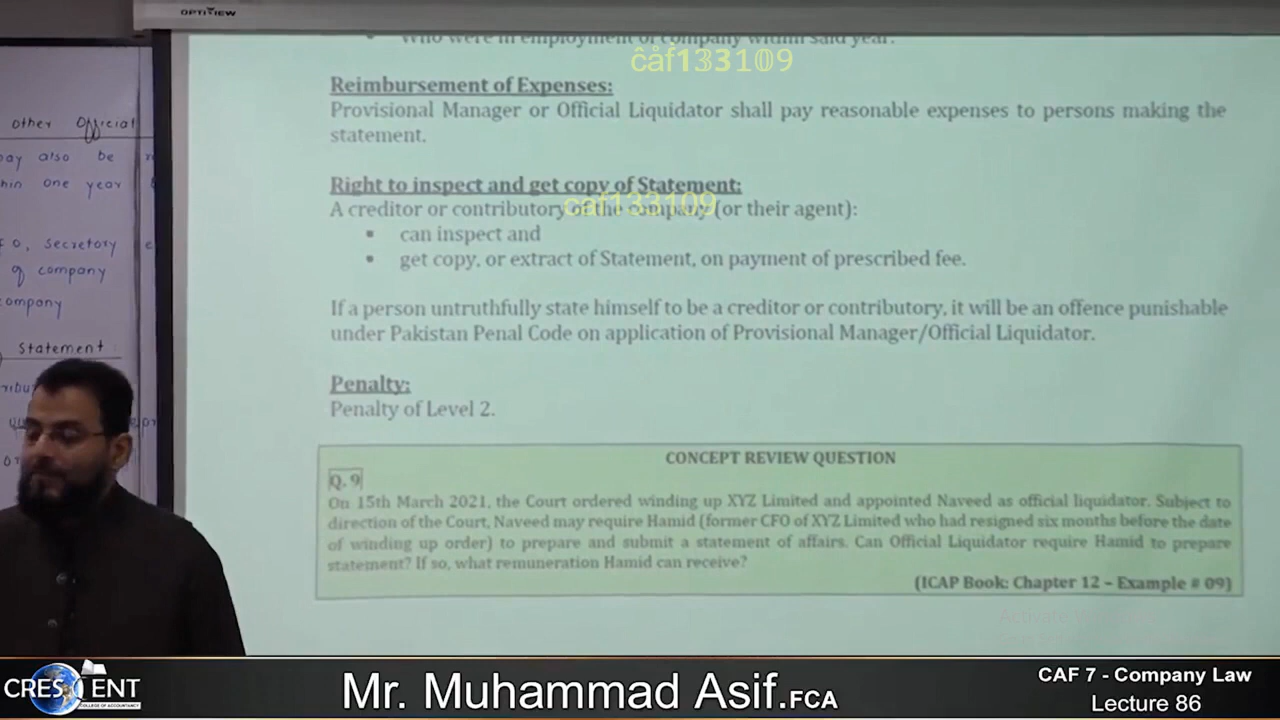 OPTIVIEW
other Official
may also be
within one year
O, Secretory
of company
company
Statement
who were in employment of company within said year.
caf133109
Reimbursement of Expenses:
Provisional Manager or Official Liquidator shall pay reasonable expenses to persons making the
statement.
Right to inspect and get copy of Statement:
A creditor or contributory of the company (or their agent):
caf133109
▪ can inspect and
▪ get copy, or extract of Statement, on payment of prescribed fee.
If a person untruthfully state himself to be a creditor or contributory, it will be an offence punishable
under Pakistan Penal Code on application of Provisional Manager/Official Liquidator.
Penalty:
Penalty of Level 2.
CONCEPT REVIEW QUESTION
Q. 9
On 15th March 2021, the Court ordered winding up XYZ Limited and appointed Naveed as official liquidator. Subject to
direction of the Court, Naveed may require Hamid (former CFO of XYZ Limited who had resigned six months before the date
of winding up order) to prepare and submit a statement of affairs. Can Official Liquidator require Hamid to prepare
statement? If so, what remuneration Hamid can receive?
(ICAP Book: Chapter 12 – Example # 09)
Activate
CRESCENT
COLLEGE OF ACCOUNTANCY
Mr. Muhammad Asif.FCA
CAF 7 - Company Law
Lecture 86